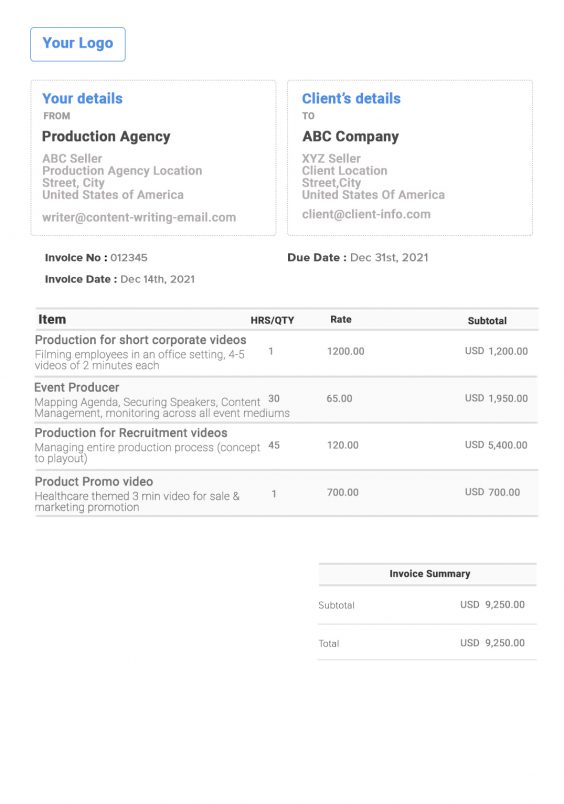 Your Logo
Your details
FROM
Production Agency
ABC Seller
Production Agency Location
Street, City
United States of America
writer@content-writing-email.com
Client's details
TO
ABC Company
XYZ Seller
Client Location
Street,City
United States Of America
client@client-info.com
Invoice No : 012345
Due Date : Dec 31st, 2021
Invoice Date : Dec 14th, 2021
Item HRS/QTY Rate Subtotal
Production for short corporate videos
Filming employees in an office setting, 4-5 1 1200.00 USD 1,200.00
videos of 2 minutes each
Event Producer
Mapping Agenda, Securing Speakers, Content 30 65.00 USD 1,950.00
Management, monitoring across all event mediums
Production for Recruitment videos
Managing entire production process (concept 45 120.00 USD 5,400.00
to playout)
Product Promo video
Healthcare themed 3 min video for sale & 1 700.00 USD 700.00
marketing promotion
Invoice Summary
Subtotal USD 9,250.00
Total USD 9,250.00